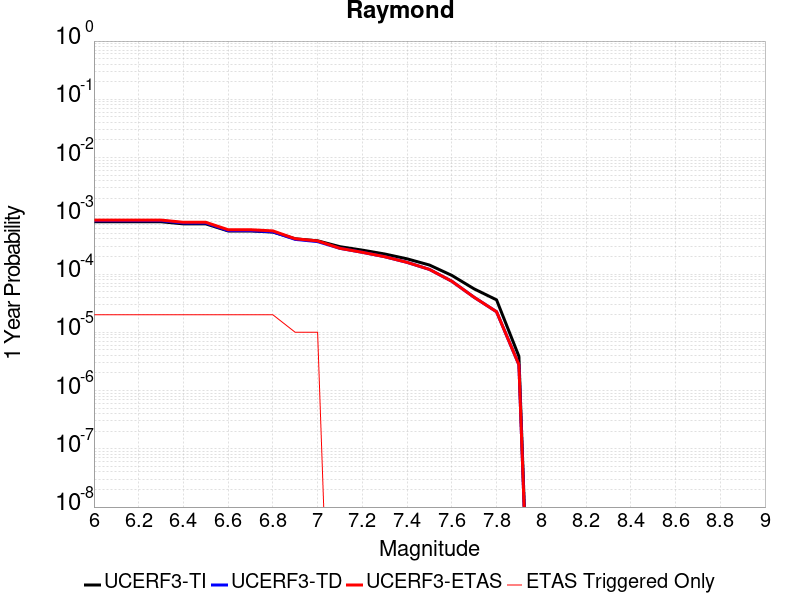 Raymond
10^0
10^-1
10^-2
10^-3
10^-4
10^-5
10^-6
10^-7
10^-8
1 Year Probability
6 6.2 6.4 6.6 6.8 7 7.2 7.4 7.6 7.8 8 8.2 8.4 8.6 8.8 9
Magnitude
UCERF3-TI UCERF3-TD UCERF3-ETAS ETAS Triggered Only